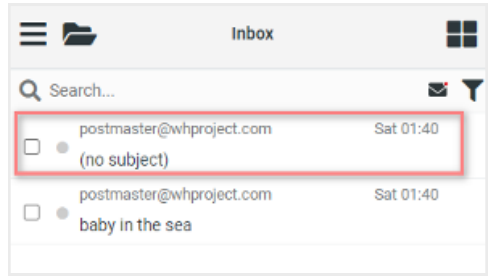 Inbox
Search...
postmaster@whproject.com Sat 01:40
(no subject)
postmaster@whproject.com Sat 01:40
baby in the sea